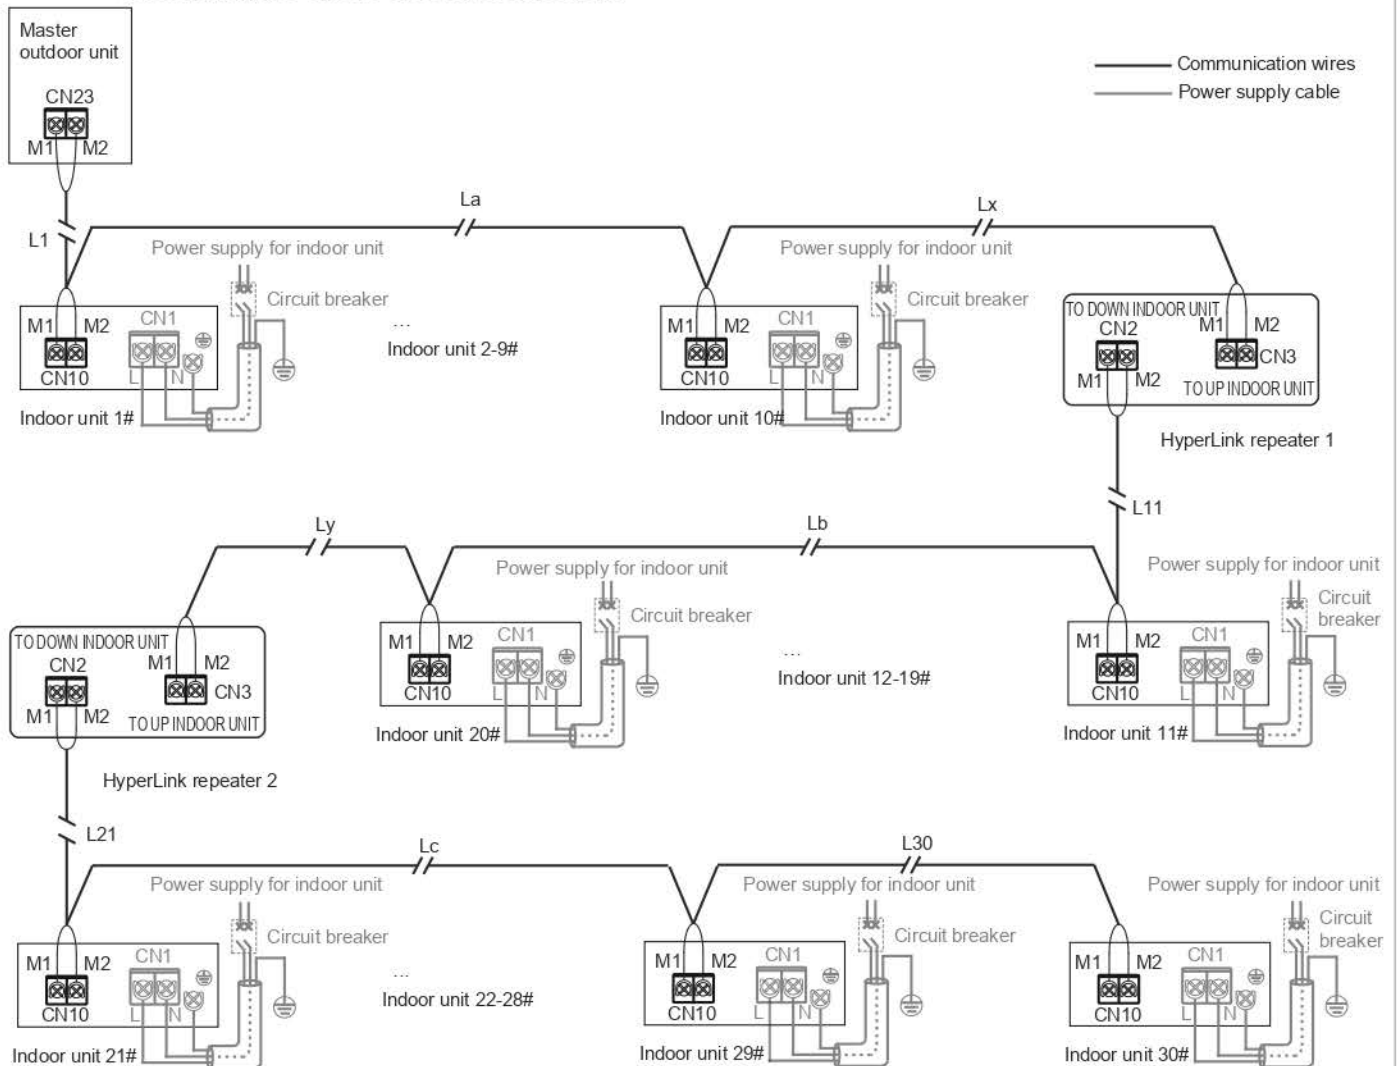 Master
outdoor unit
CN23
M1 M2
Communication wires
Power supply cable
L1
La
Lx
Power supply for indoor unit
Circuit breaker
M1 M2 CN1
CN10 L N
Indoor unit 1#
...
Indoor unit 2-9#
Power supply for indoor unit
Circuit breaker
M1 M2 CN1
CN10 L N
Indoor unit 10#
TO DOWN INDOOR UNIT
CN2 M1 M2
CN3
M1 M2
TO UP INDOOR UNIT
HyperLink repeater 1
L11
Ly
Lb
TO DOWN INDOOR UNIT
CN2 M1 M2
CN3
M1 M2
TO UP INDOOR UNIT
HyperLink repeater 2
Power supply for indoor unit
Circuit breaker
M1 M2 CN1
CN10 L N
Indoor unit 20#
...
Indoor unit 12-19#
Power supply for indoor unit
Circuit
breaker
M1 M2 CN1
CN10 L N
Indoor unit 11#
L21
Lc
L30
Power supply for indoor unit
Circuit breaker
M1 M2 CN1
CN10 L N
Indoor unit 21#
...
Indoor unit 22-28#
Power supply for indoor unit
Circuit breaker
M1 M2 CN1
CN10 L N
Indoor unit 29#
Power supply for indoor unit
Circuit
breaker
M1 M2 CN1
CN10 L N
Indoor unit 30#